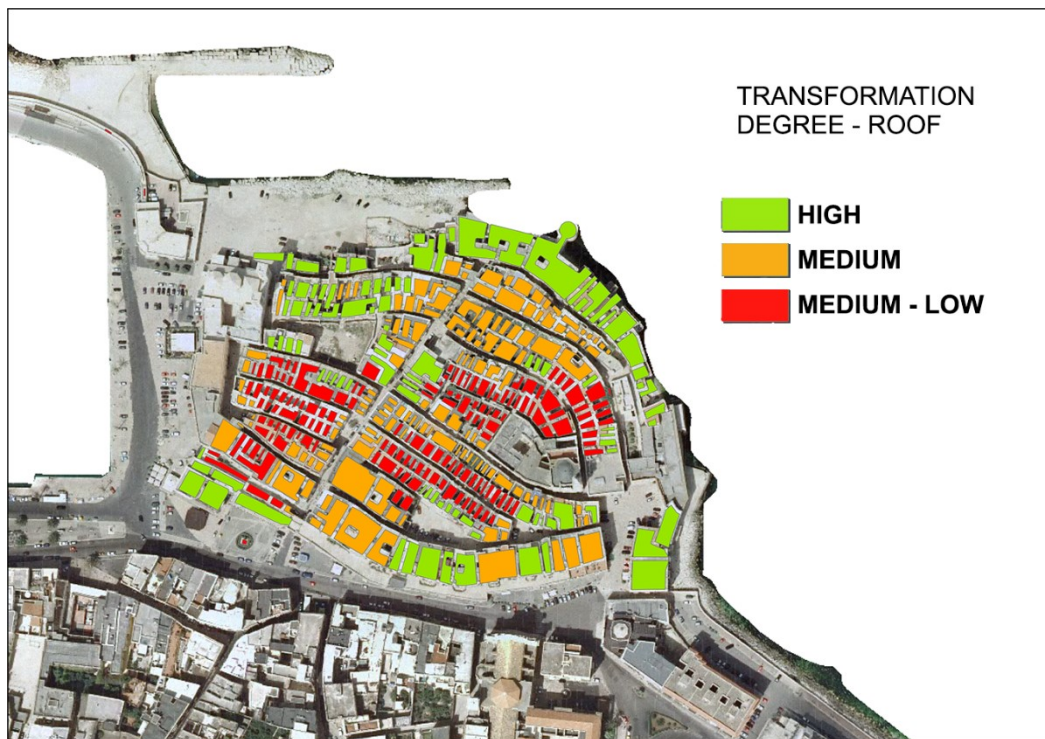 TRANSFORMATION
DEGREE - ROOF
HIGH
MEDIUM
MEDIUM - LOW